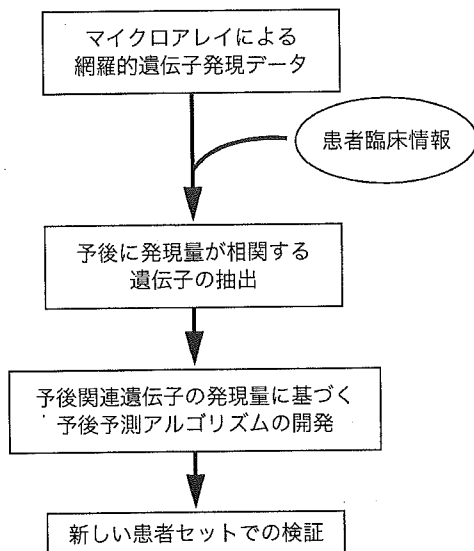 マイクロアレイによる
網羅的遺伝子発現データ
患者臨床情報
予後に発現量が相関する
遺伝子の抽出
予後関連遺伝子の発現量に基づく
予後予測アルゴリズムの開発
新しい患者セットでの検証